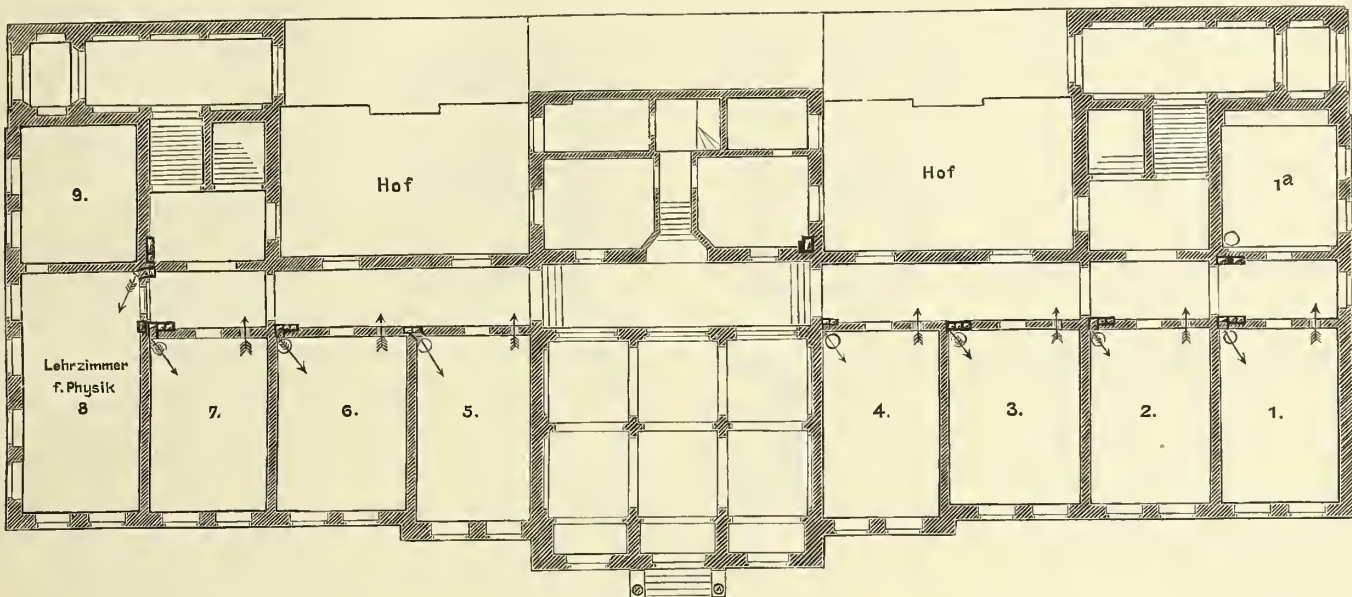 9.
Hof
Hof
1a
Lehrzimmer
f. Physik
8
7.
6.
5.
4.
3.
2.
1.